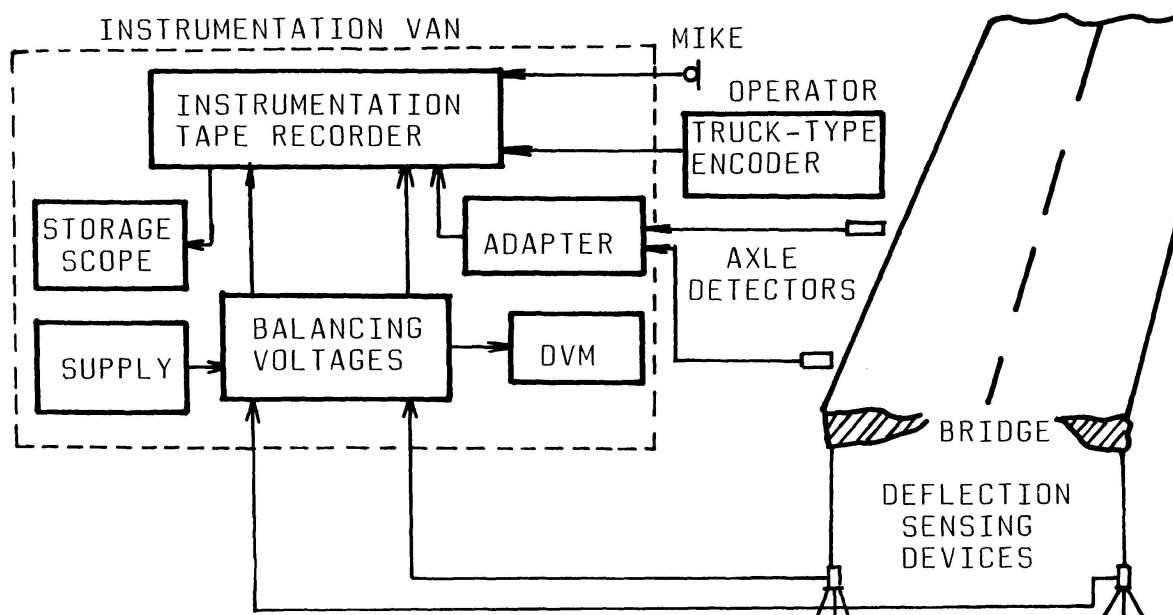 INSTRUMENTATION VAN
MIKE
INSTRUMENTATION
TAPE RECORDER
OPERATOR
TRUCK-TYPE
ENCODER
STORAGE
SCOPE
ADAPTER
AXLE
DETECTORS
SUPPLY
BALANCING
VOLTAGES
DVM
BRIDGE
DEFLECTION
SENSING
DEVICES